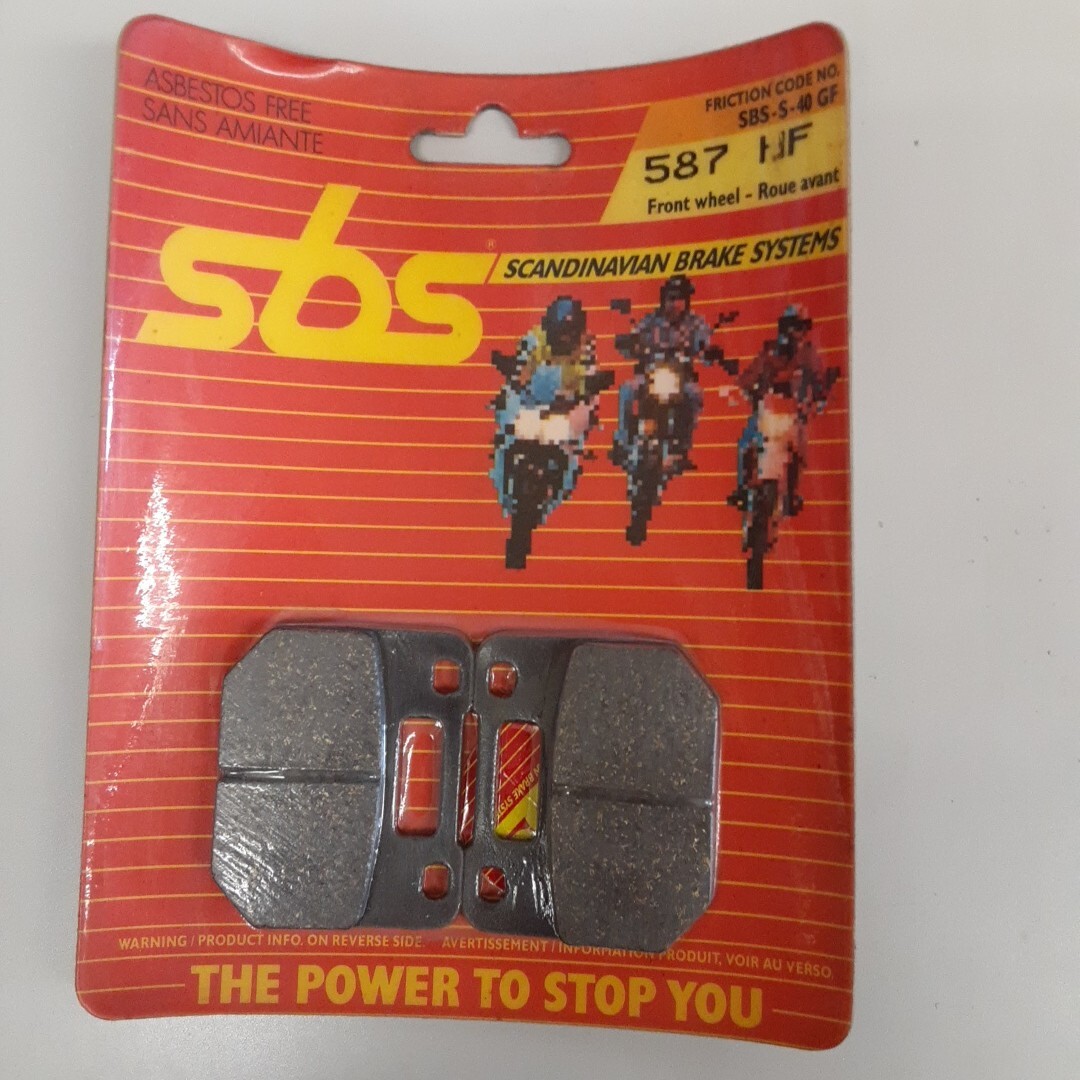 ASBESTOS FREE
SANS AMIANTE
FRICTION CODE NO.
SBS-S-40 GF
587 HF
Front wheel - Roue avant
sbs®
SCANDINAVIAN BRAKE SYSTEMS
WARNING / PRODUCT INFO. ON REVERSE SIDE. AVERTISSEMENT / INFORMATION PRODUIT, VOIR AU VERSO.
THE POWER TO STOP YOU